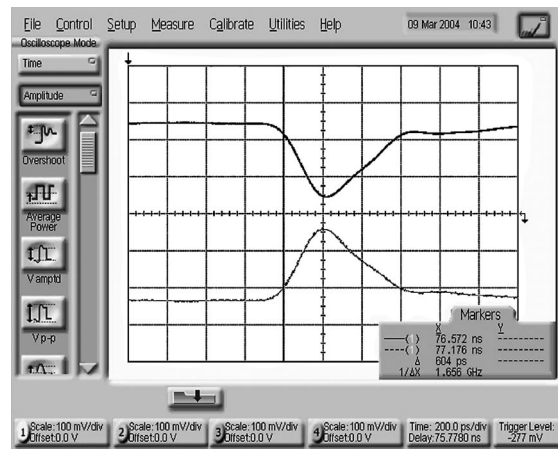 File Control Setup Measure Calibrate Utilities Help 09 Mar 2004 10:43
Oscilloscope Mode
Time
Amplitude
Overshoot
Average
Power
V amptd
V p-p
Markers
X Y
——( ) 76.572 ns --------
----( ) 77.176 ns --------
Δ 604 ps --------
1/ΔX 1.656 GHz
1 Scale:100 mV/div
Offset:0.0 V
2 Scale:100 mV/div
Offset:0.0 V
3 Scale:100 mV/div
Offset:0.0 V
4 Scale:100 mV/div
Offset:0.0 V
Time: 200.0 ps/div
Delay:75.7780 ns
Trigger Level:
-277 mV